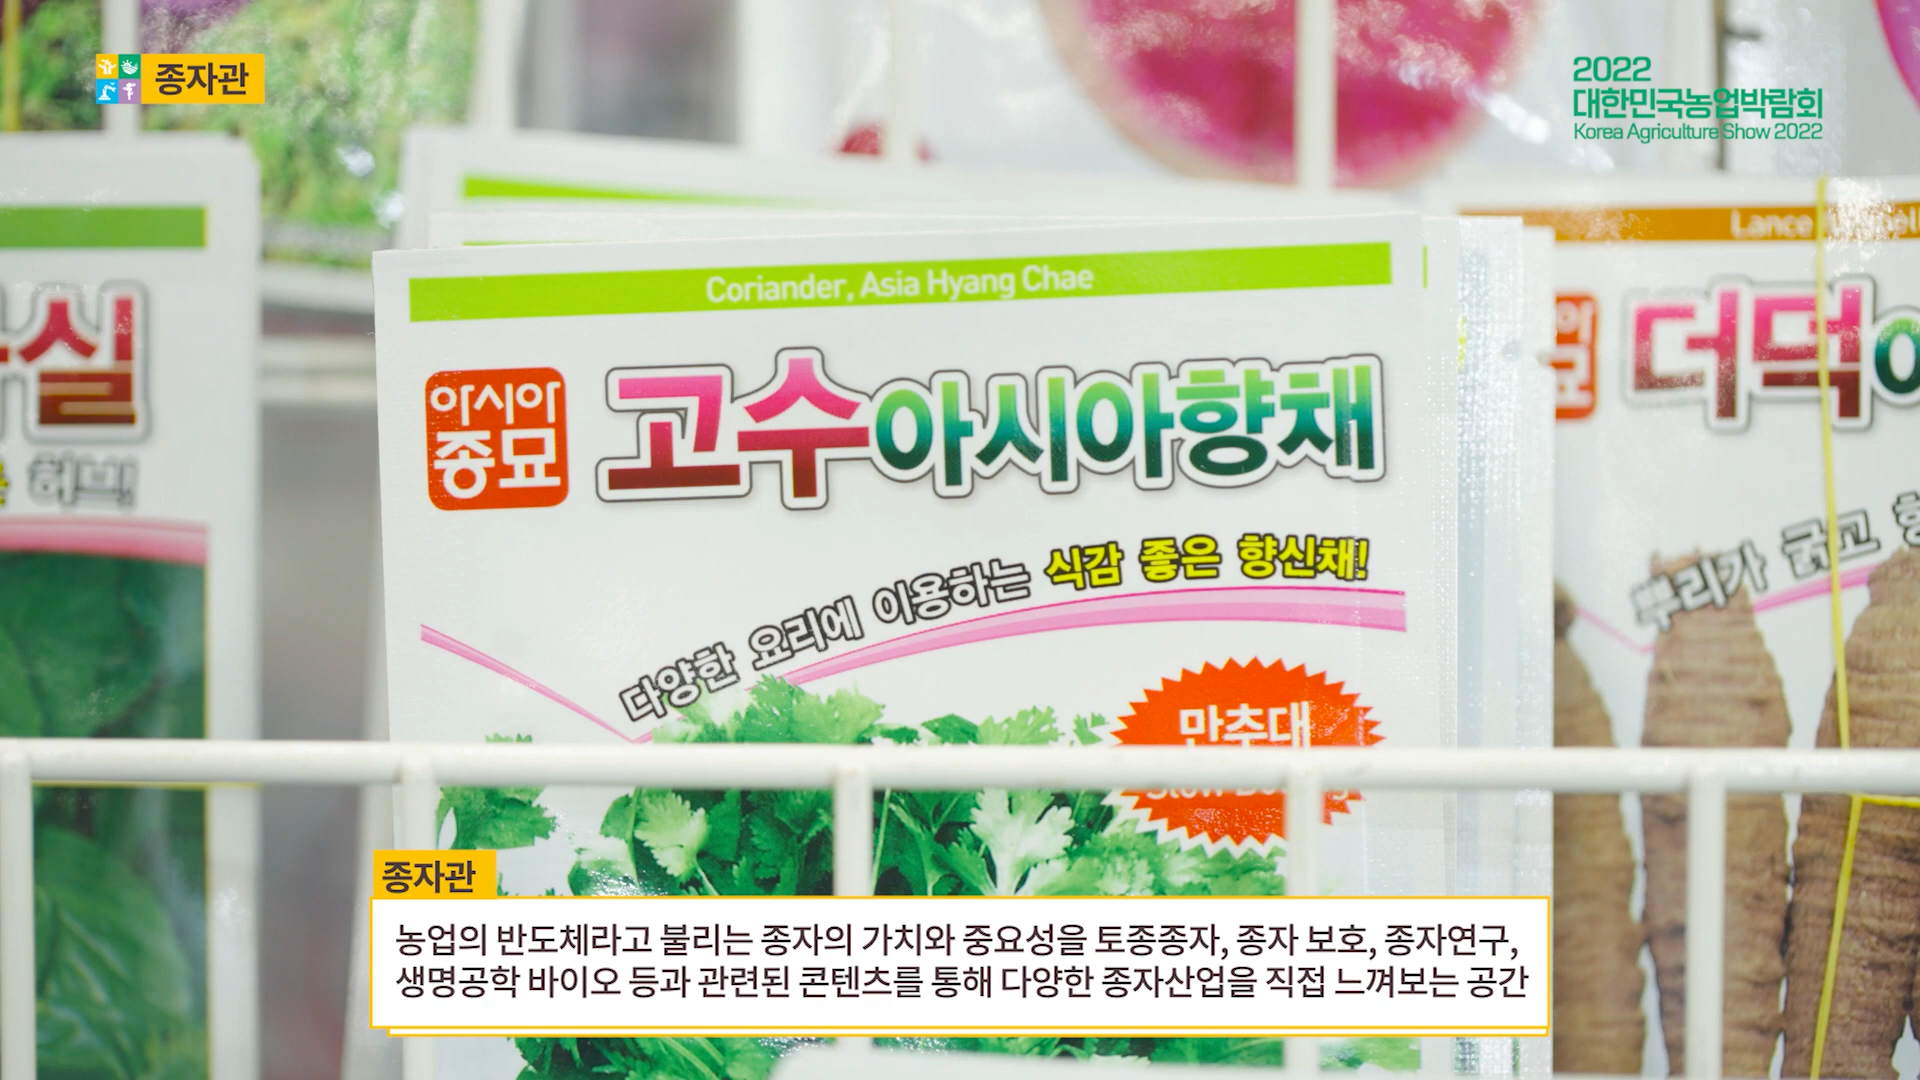 종자관
2022
대한민국농업박람회
Korea Agriculture Show 2022
Coriander, Asia Hyang Chae
Lance
아시아
종묘
고수아시아향채
다양한 요리에 이용하는 식감 좋은 향신채!
만추대
실
허브!
더덕
뿌리가 굵고
종자관
농업의 반도체라고 불리는 종자의 가치와 중요성을 토종종자, 종자 보호, 종자연구,
생명공학 바이오 등과 관련된 콘텐츠를 통해 다양한 종자산업을 직접 느껴보는 공간